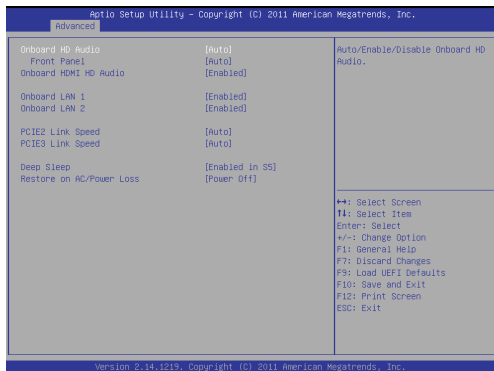 Aptio Setup Utility – Copyright (C) 2011 American Megatrends, Inc.
Advanced
Onboard HD Audio [Auto]
Front Panel [Auto]
Onboard HDMI HD Audio [Enabled]
Onboard LAN 1 [Enabled]
Onboard LAN 2 [Enabled]
PCIE2 Link Speed [Auto]
PCIE3 Link Speed [Auto]
Deep Sleep [Enabled in S5]
Restore on AC/Power Loss [Power Off]
Auto/Enable/Disable Onboard HD
Audio.
↔: Select Screen
↑↓: Select Item
Enter: Select
+/-: Change Option
F1: General Help
F7: Discard Changes
F9: Load UEFI Defaults
F10: Save and Exit
F12: Print Screen
ESC: Exit
Version 2.14.1219. Copyright (C) 2011 American Megatrends, Inc.